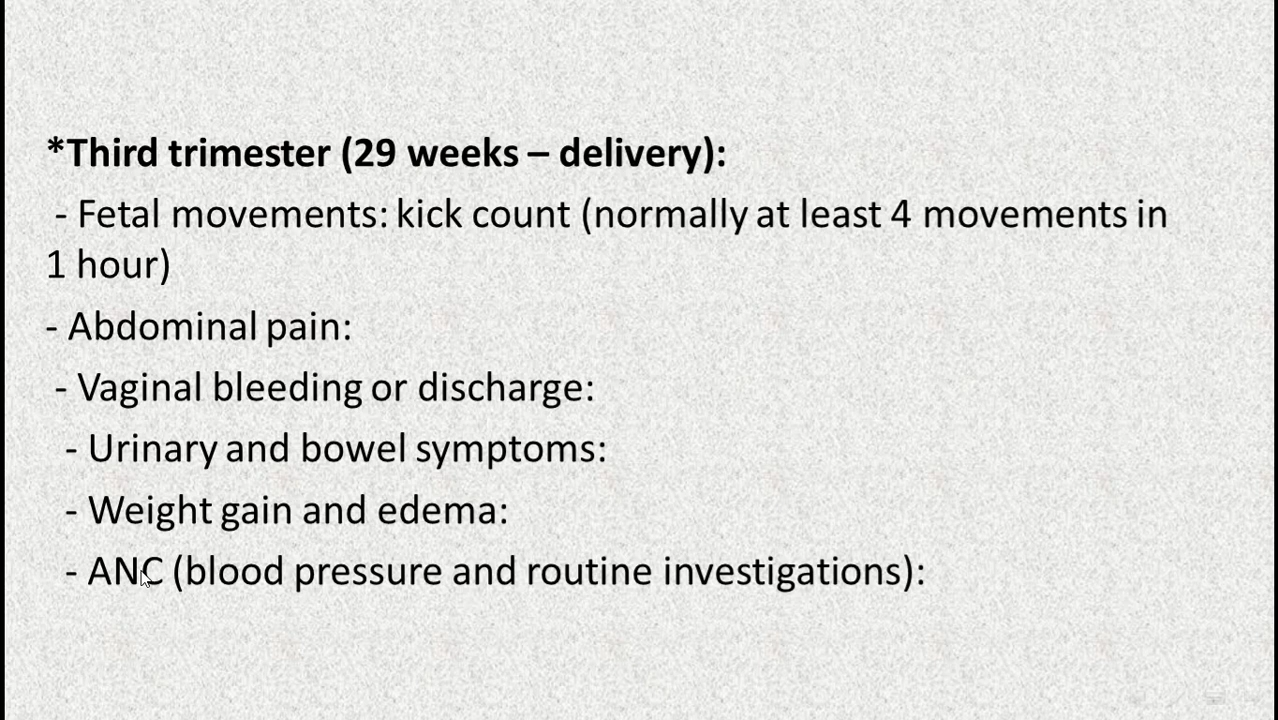 *Third trimester (29 weeks – delivery):
- Fetal movements: kick count (normally at least 4 movements in
1 hour)
- Abdominal pain:
- Vaginal bleeding or discharge:
- Urinary and bowel symptoms:
- Weight gain and edema:
- ANC (blood pressure and routine investigations):